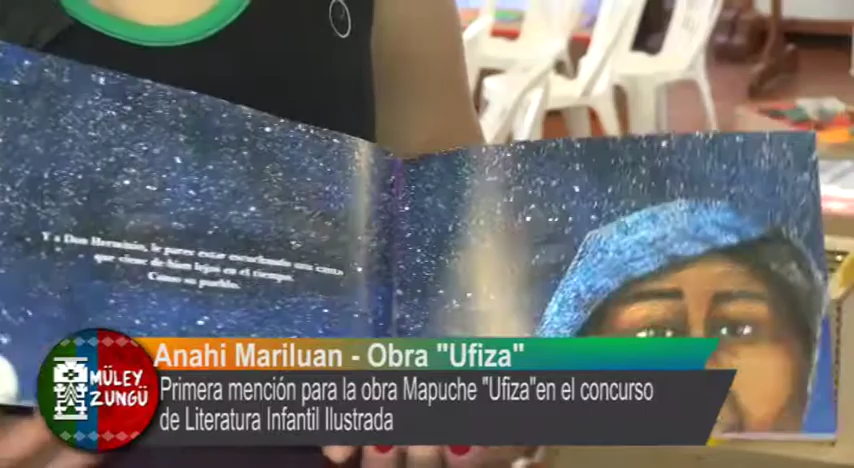 Y a Don Herminio, le parece estar escuchando una canción
que viene de bien lejos en el tiempo.
Como su pueblo.
Anahi Mariluan - Obra "Ufiza"
Primera mención para la obra Mapuche "Ufiza"en el concurso
de Literatura Infantil Ilustrada
MÜLEY
ZUNGÜ